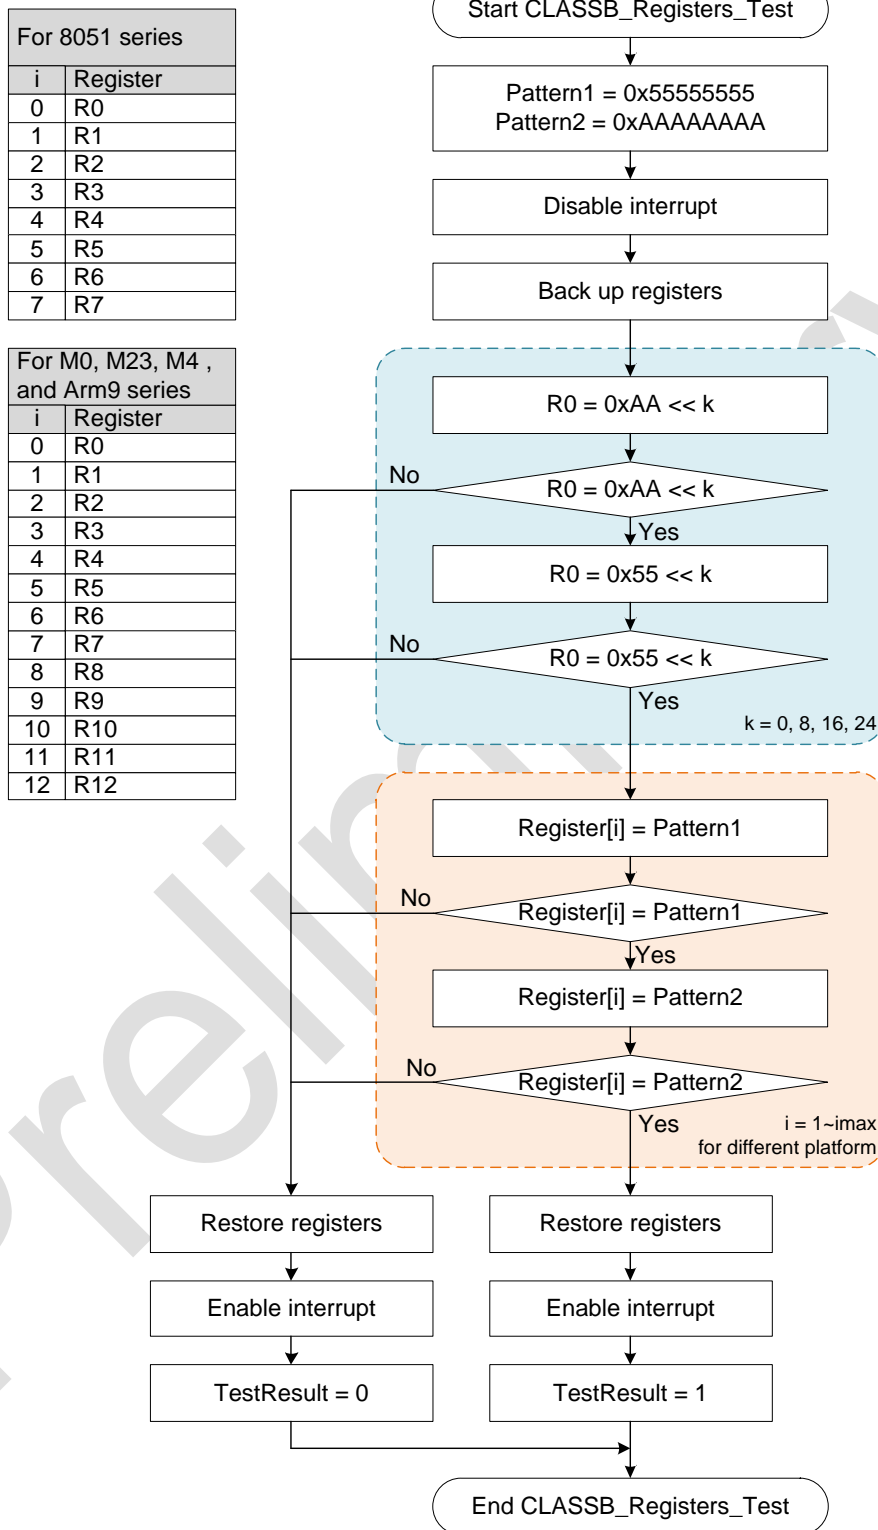 For 8051 series
i Register
0 R0
1 R1
2 R2
3 R3
4 R4
5 R5
6 R6
7 R7
For M0, M23, M4 ,
and Arm9 series
i Register
0 R0
1 R1
2 R2
3 R3
4 R4
5 R5
6 R6
7 R7
8 R8
9 R9
10 R10
11 R11
12 R12
Start CLASSB_Registers_Test
Pattern1 = 0x55555555
Pattern2 = 0xAAAAAAAA
Disable interrupt
Back up registers
R0 = 0xAA << k
No
R0 = 0xAA << k
Yes
R0 = 0x55 << k
No
R0 = 0x55 << k
Yes
k = 0, 8, 16, 24
Register[i] = Pattern1
No
Register[i] = Pattern1
Yes
Register[i] = Pattern2
No
Register[i] = Pattern2
Yes
i = 1~imax
for different platform
Restore registers
Enable interrupt
TestResult = 0
Restore registers
Enable interrupt
TestResult = 1
End CLASSB_Registers_Test